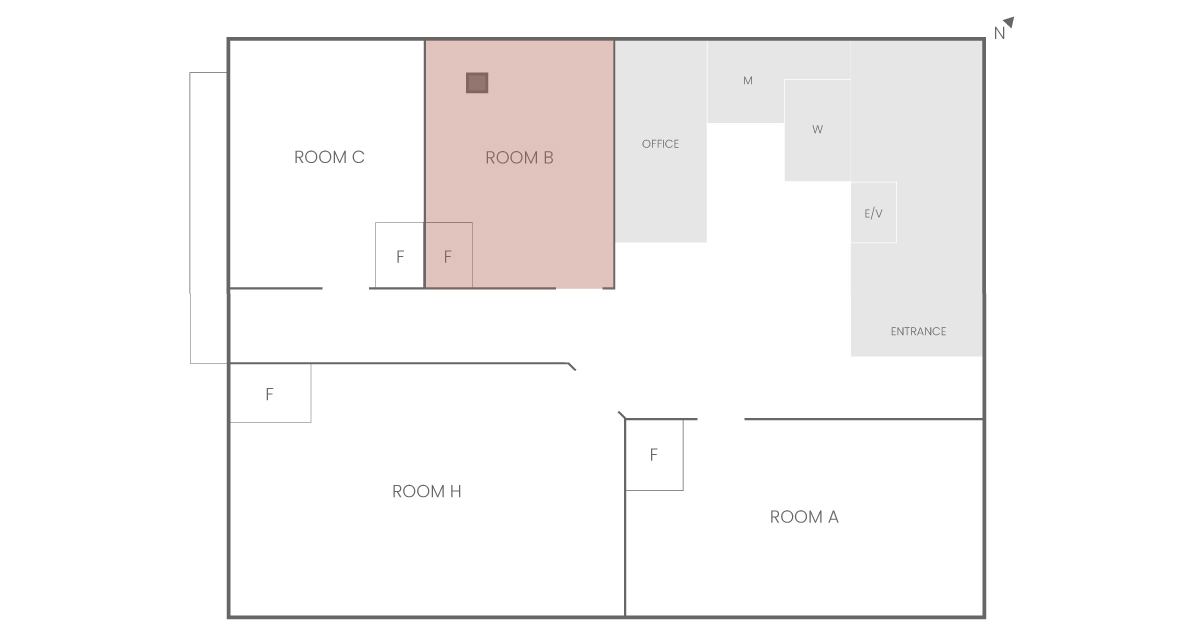 N
M
W
OFFICE
ROOM C
ROOM B
E/V
F
F
ENTRANCE
F
F
ROOM H
ROOM A